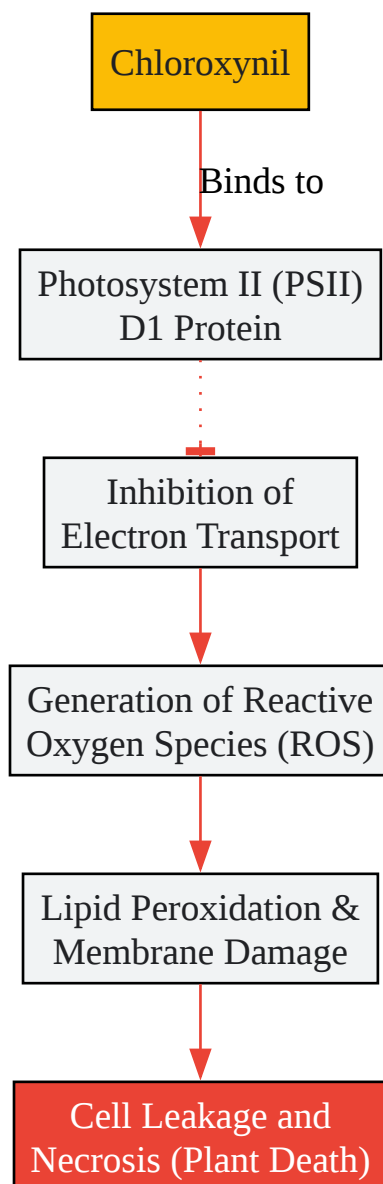 Chloroxynil
Binds to
Photosystem II (PSII)
D1 Protein
Inhibition of
Electron Transport
Generation of Reactive
Oxygen Species (ROS)
Lipid Peroxidation &
Membrane Damage
Cell Leakage and
Necrosis (Plant Death)